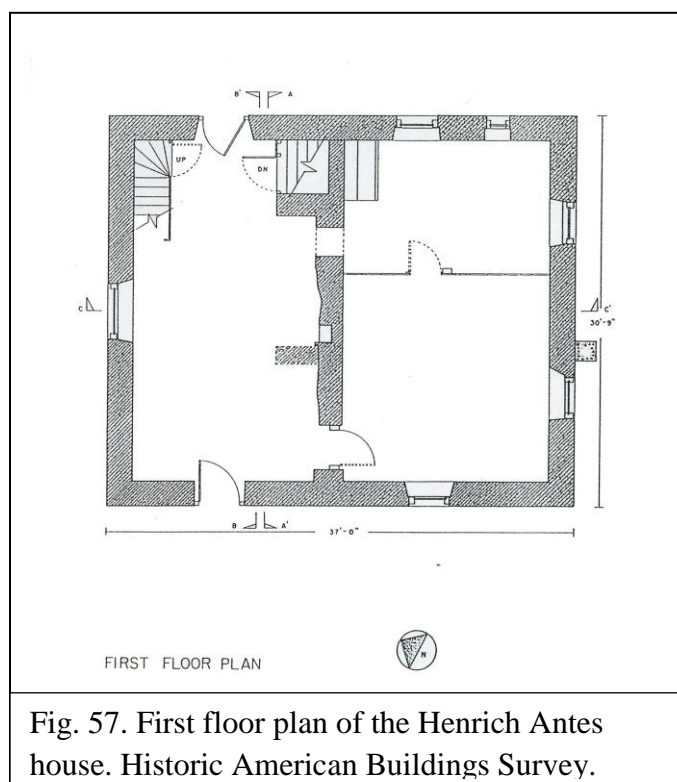 B' A
UP
DN
C C'
30'-9"
B A'
37'-0"
FIRST FLOOR PLAN
N
Fig. 57. First floor plan of the Henrich Antes
house. Historic American Buildings Survey.